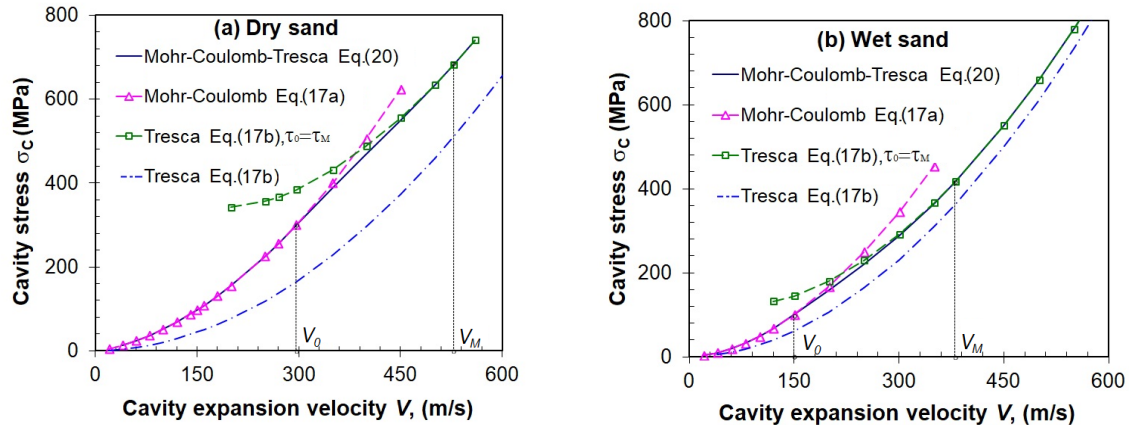 (a) Dry sand
Mohr-Coulomb-Tresca Eq.(20)
Mohr-Coulomb Eq.(17a)
Tresca Eq.(17b),τ₀=τM
Tresca Eq.(17b)
Cavity stress σC (MPa)
800
600
400
200
0
V₀
VM
0 150 300 450 600
Cavity expansion velocity V, (m/s)
(b) Wet sand
Mohr-Coulomb-Tresca Eq.(20)
Mohr-Coulomb Eq.(17a)
Tresca Eq.(17b),τ₀=τM
Tresca Eq.(17b)
Cavity stress σC (MPa)
800
600
400
200
0
V₀
VM
0 150 300 450 600
Cavity expansion velocity V, (m/s)